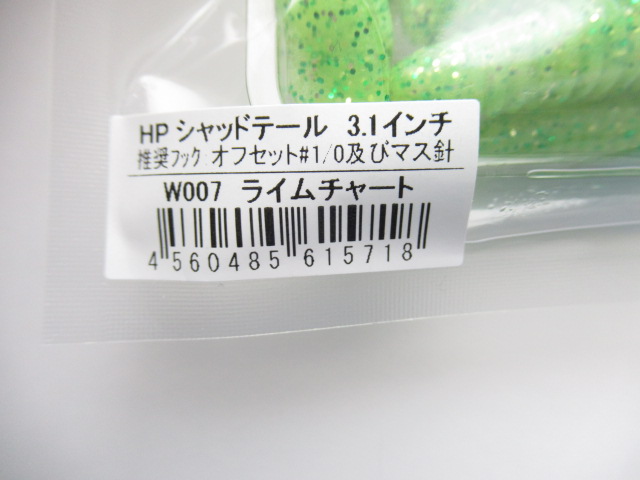 HP シャッドテール 3.1インチ
推奨フック:オフセット#1/0及びマス針
W007 ライムチャート
4 560485 615718